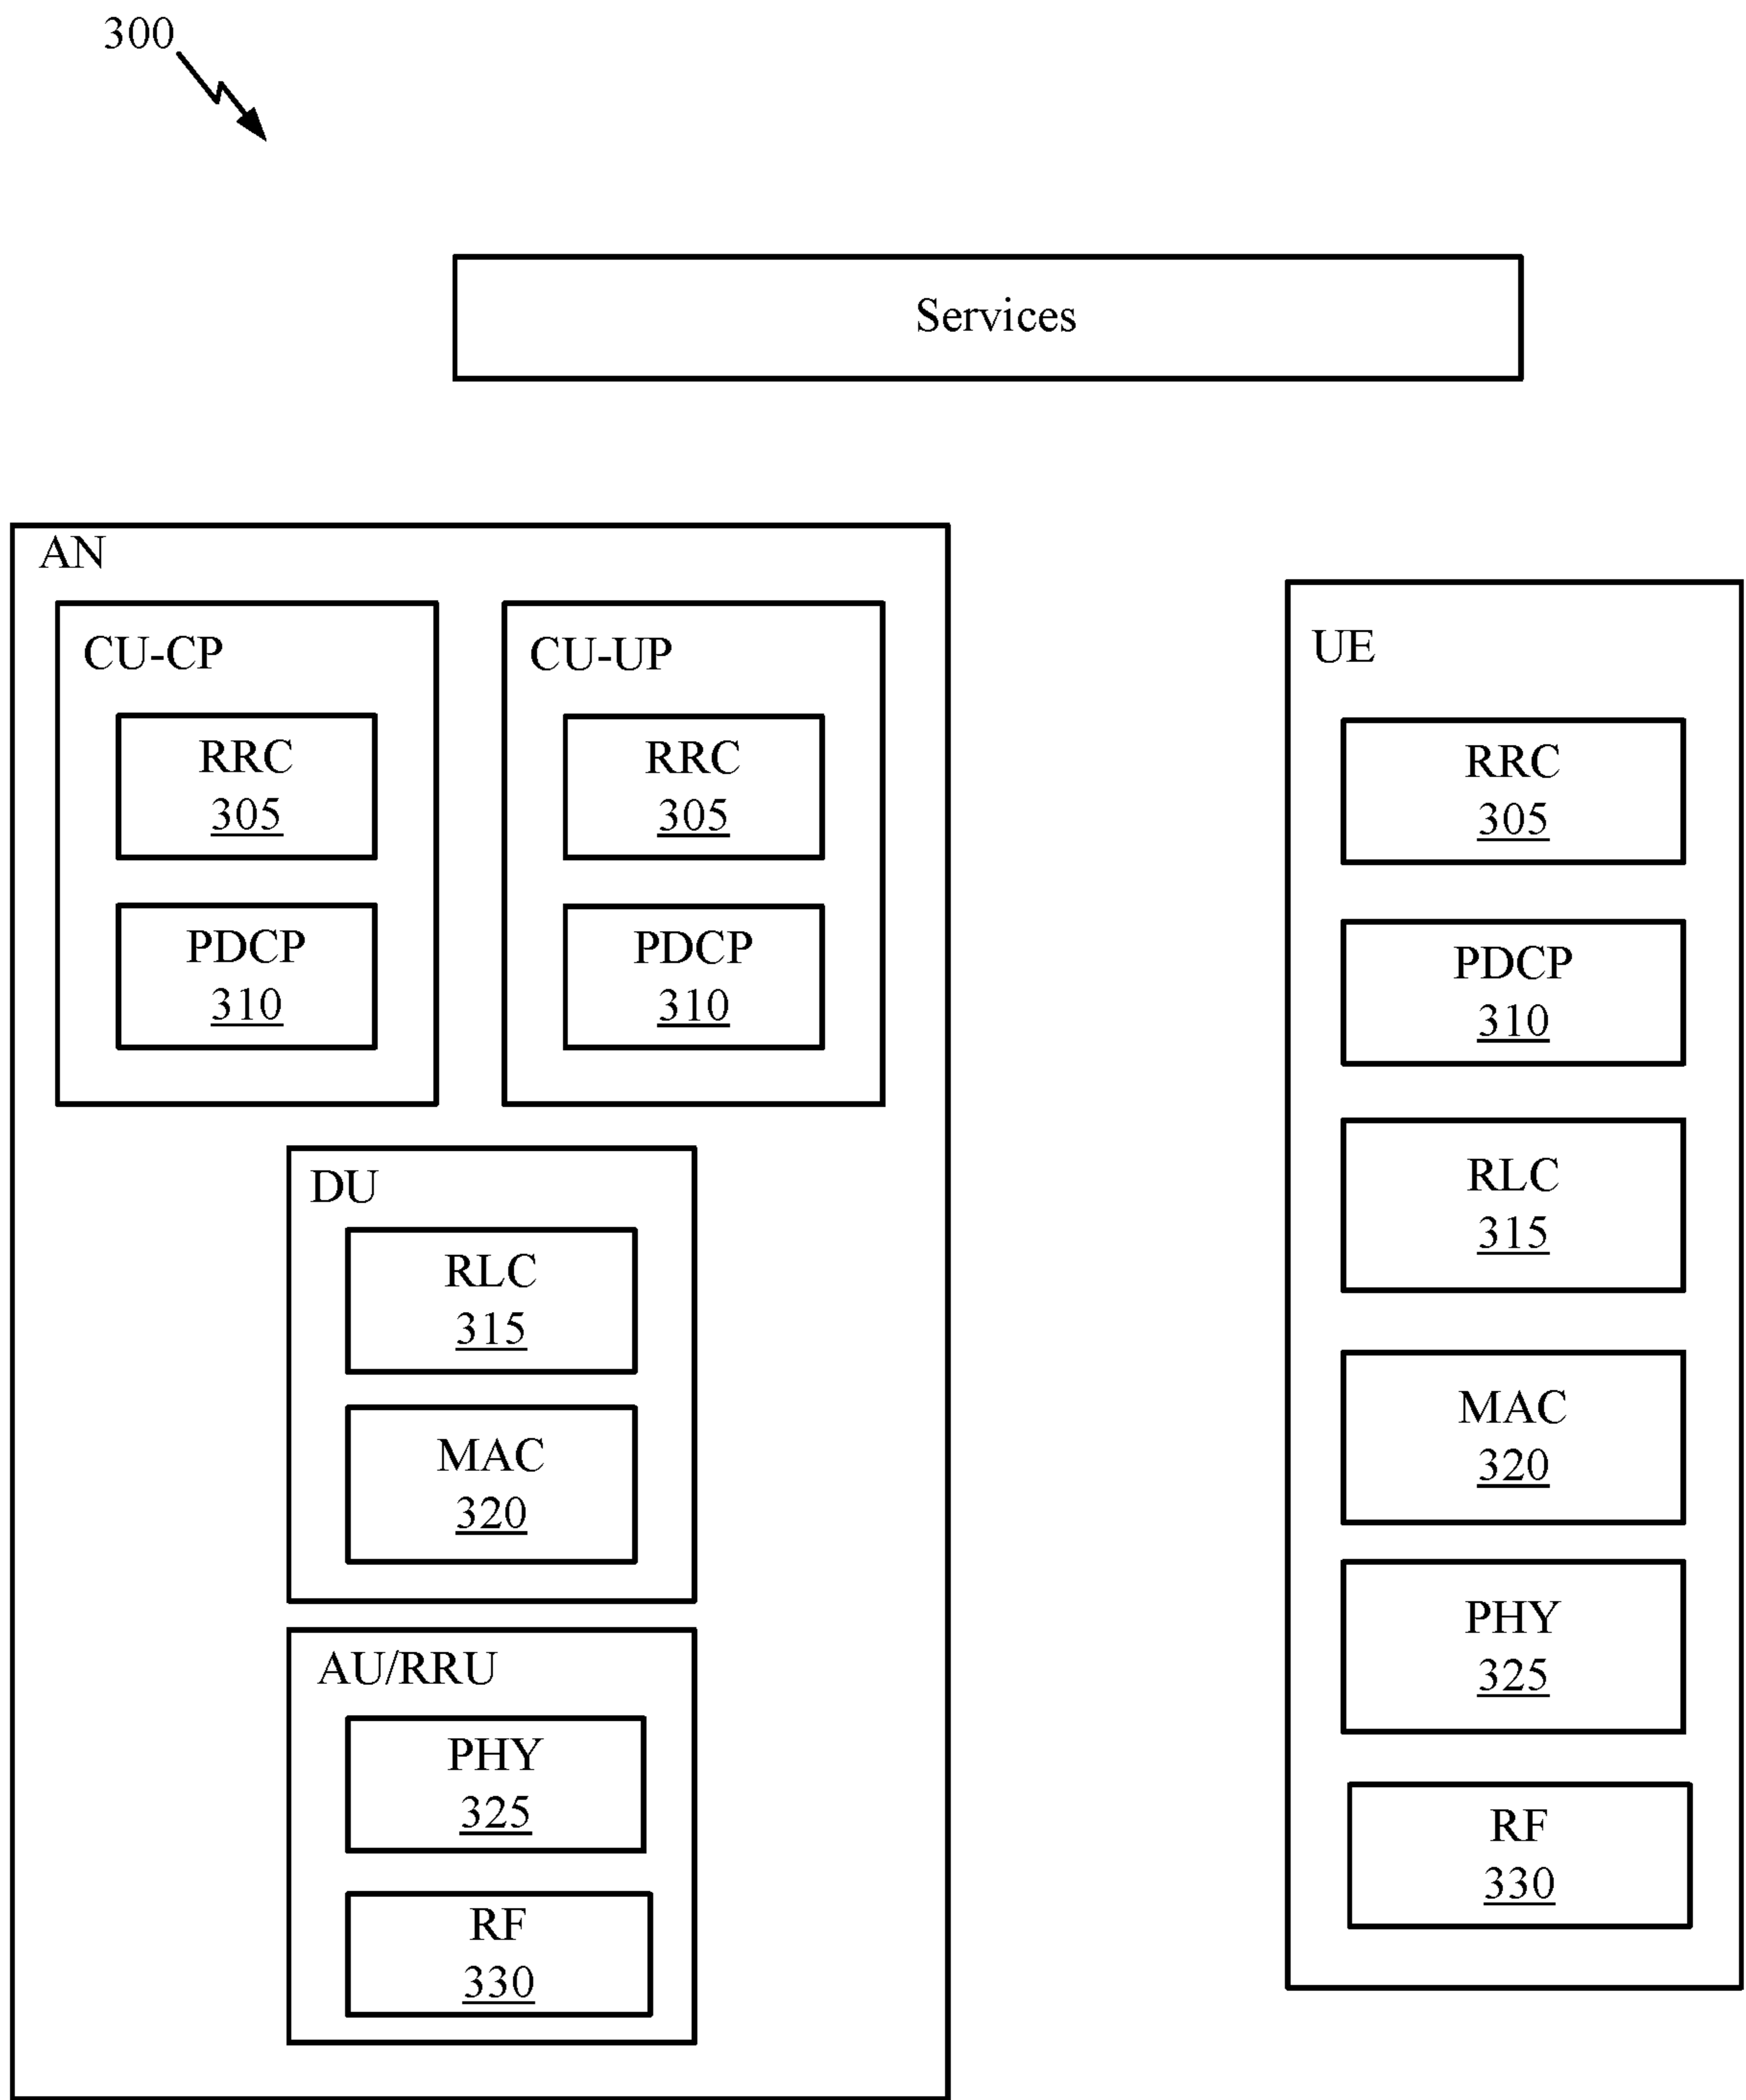 300
Services
AN
CU-CP
RRC
305
PDCP
310
CU-UP
RRC
305
PDCP
310
DU
RLC
315
MAC
320
AU/RRU
PHY
325
RF
330
UE
RRC
305
PDCP
310
RLC
315
MAC
320
PHY
325
RF
330